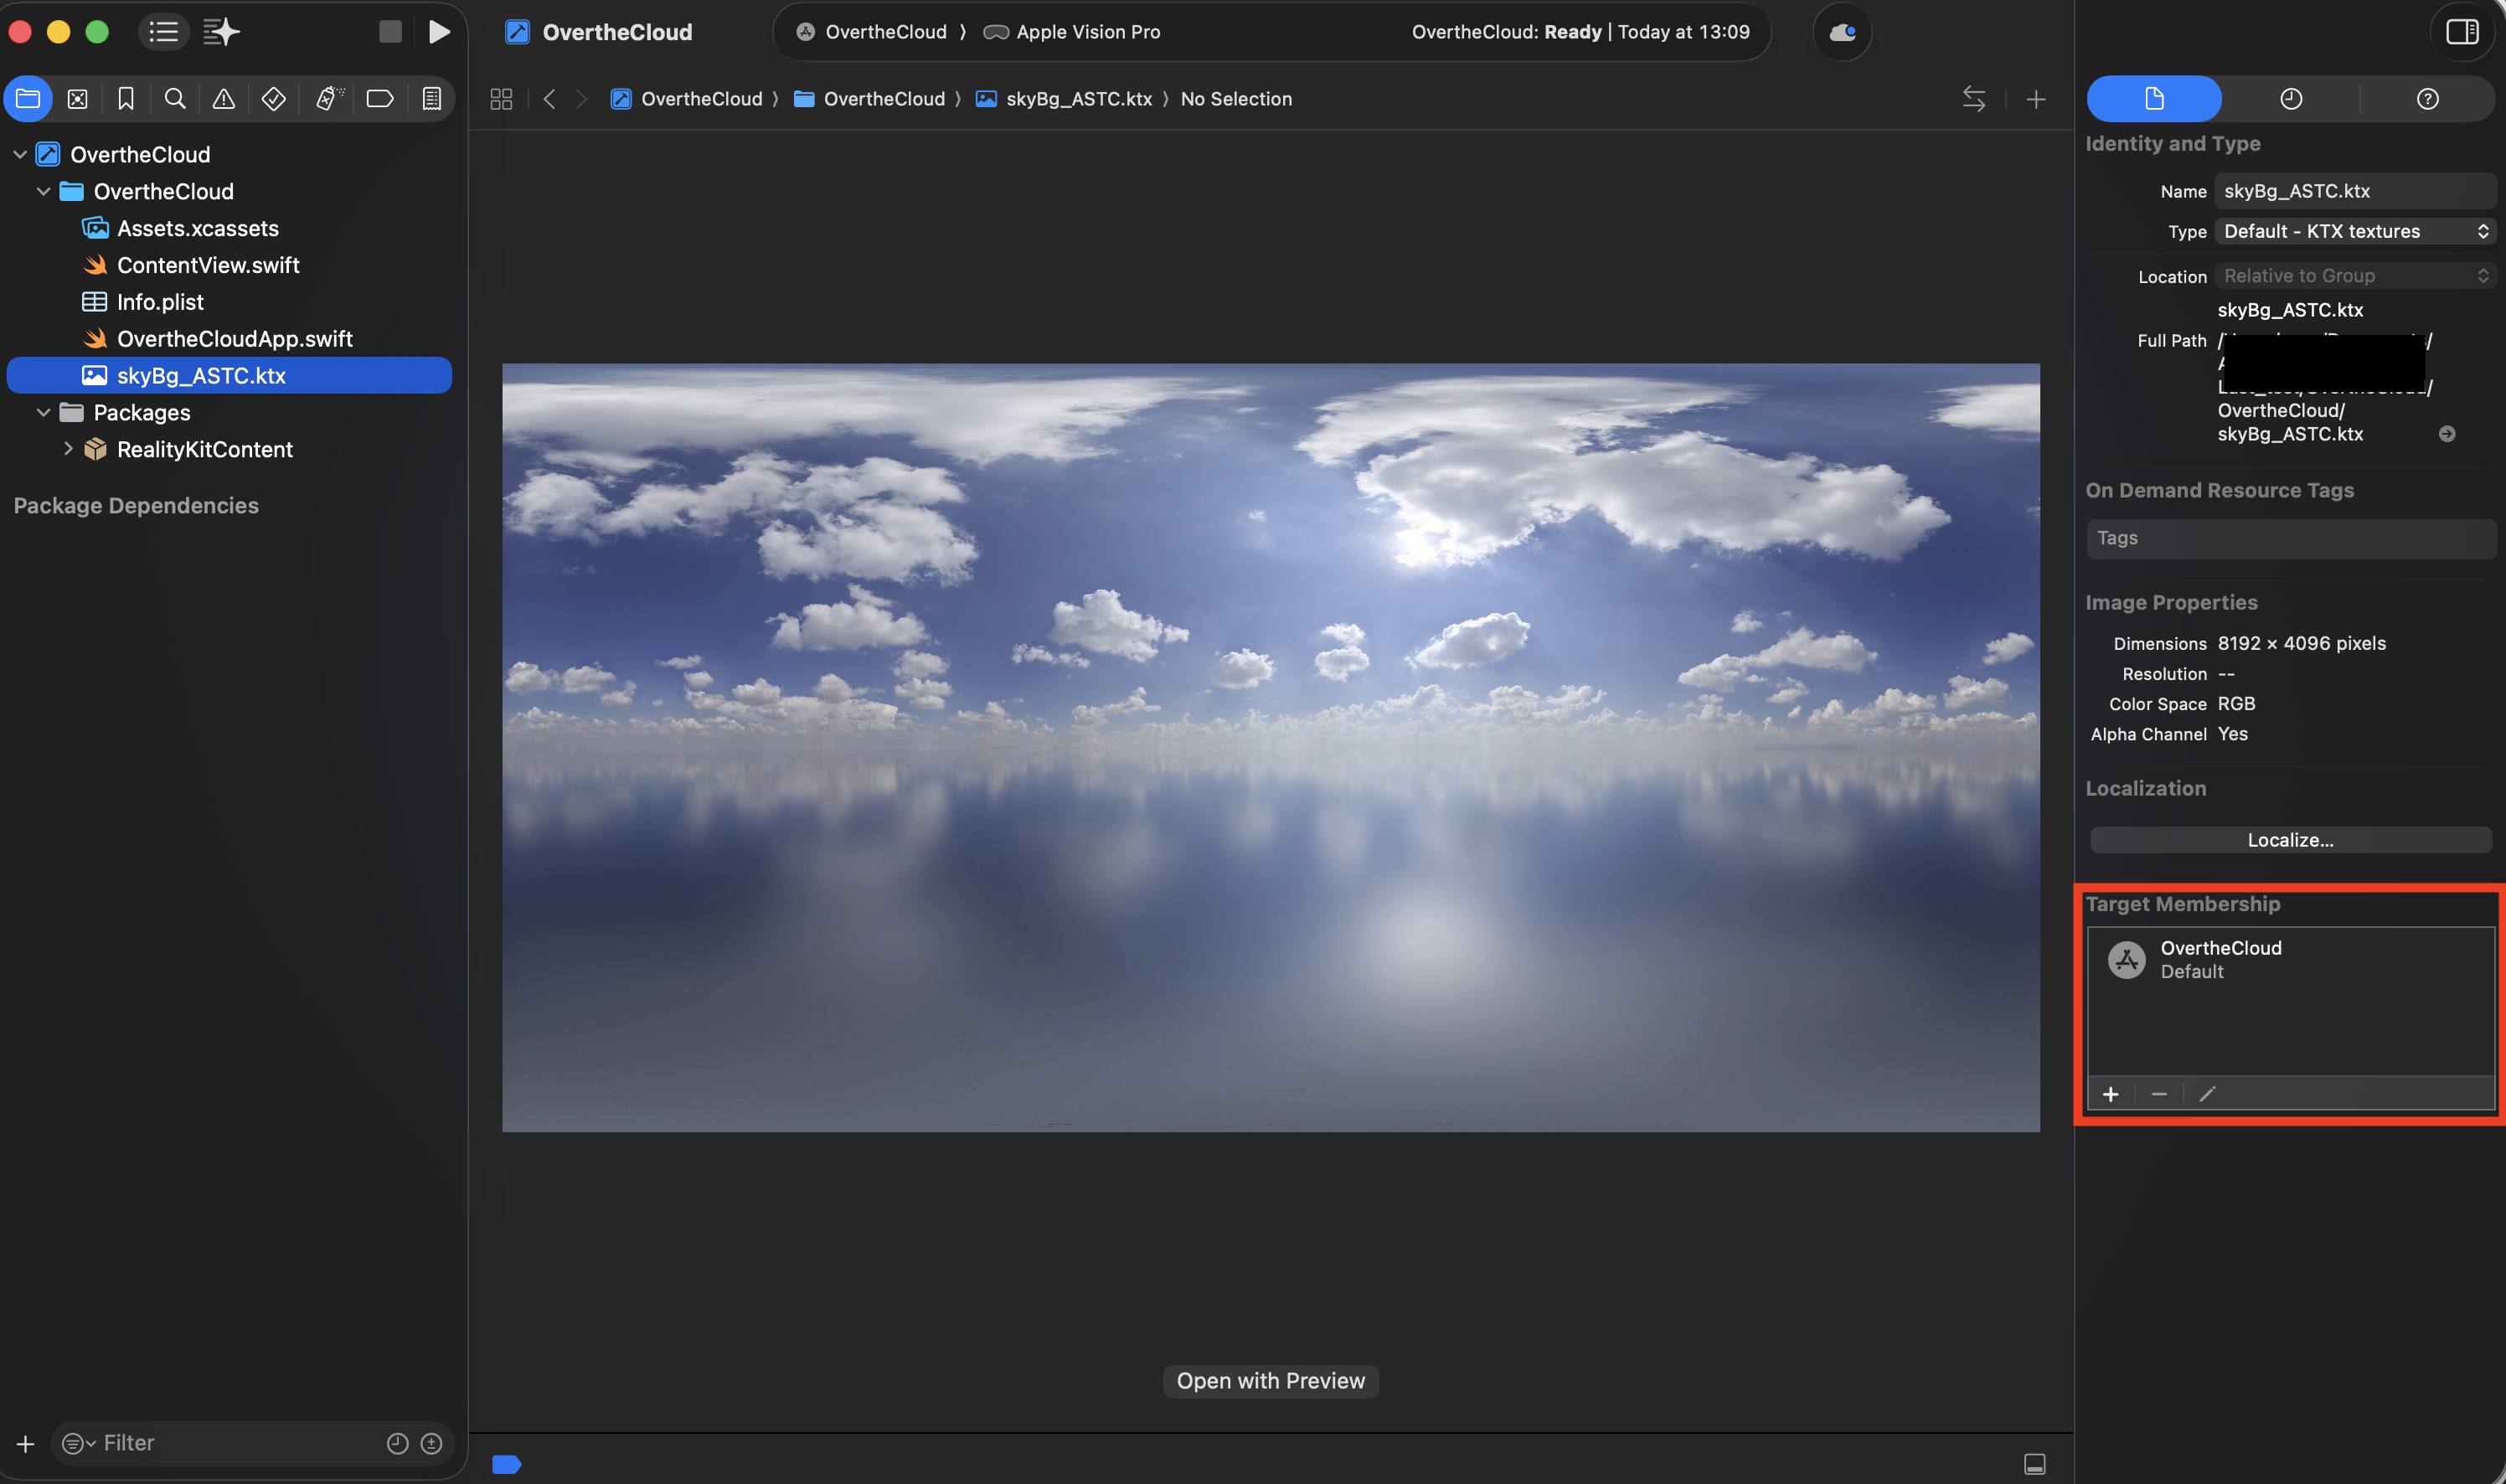 OvertheCloud
OvertheCloud 〉 Apple Vision Pro
OvertheCloud: Ready | Today at 13:09
OvertheCloud 〉 OvertheCloud 〉 skyBg_ASTC.ktx 〉 No Selection
OvertheCloud
OvertheCloud
Assets.xcassets
ContentView.swift
Info.plist
OvertheCloudApp.swift
skyBg_ASTC.ktx
Packages
RealityKitContent
Package Dependencies
Filter
Open with Preview
Identity and Type
Name skyBg_ASTC.ktx
Type Default - KTX textures
Location Relative to Group
skyBg_ASTC.ktx
Full Path
OvertheCloud/
skyBg_ASTC.ktx
On Demand Resource Tags
Tags
Image Properties
Dimensions 8192 × 4096 pixels
Resolution --
Color Space RGB
Alpha Channel Yes
Localization
Localize...
Target Membership
OvertheCloud
Default